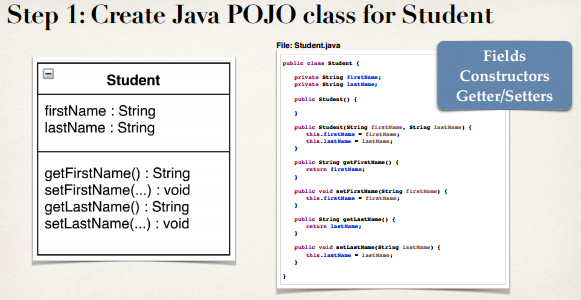 Step 1: Create Java POJO class for Student
Student
firstName : String
lastName : String
getFirstName() : String
setFirstName(...) : void
getLastName() : String
setLastName(...) : void
File: Student.java
public class Student {
private String firstName;
private String lastName;
public Student() {
}
public Student(String firstName, String lastName) {
this.firstName = firstName;
this.lastName = lastName;
}
public String getFirstName() {
return firstName;
}
public void setFirstName(String firstName) {
this.firstName = firstName;
}
public String getLastName() {
return lastName;
}
public void setLastName(String lastName) {
this.lastName = lastName;
}
}
Fields
Constructors
Getter/Setters